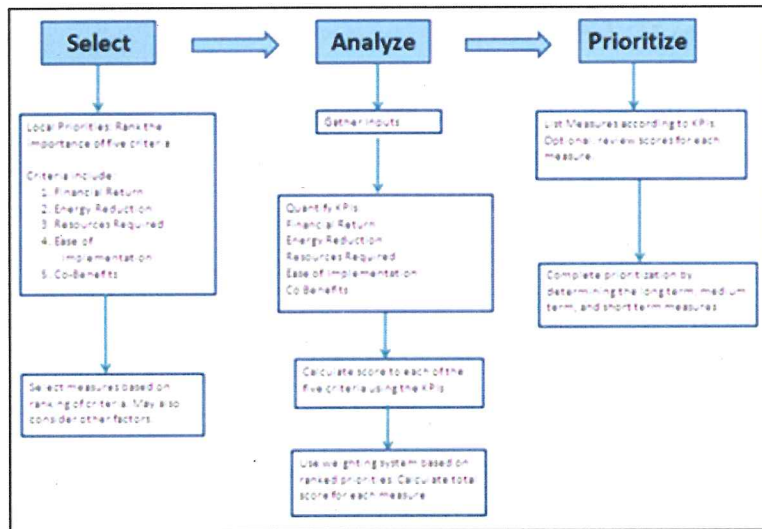 Select
Analyze
Prioritize
Local Priorities: Rank the
importance of five criteria
Criteria include:
1. Financial Return
2. Energy Reduction
3. Resources Required
4. Ease of
Implementation
5. Co-Benefits
Select measures based on
ranking of criteria. May also
consider other factors
Gather Inputs
Quantify KPIs
Financial Return
Energy Reduction
Resources Required
Ease of Implementation
Co Benefits
Calculate score to each of the
five criteria using the KPIs
Use weighting system based on
ranked priorities. Calculate total
score for each measure
List Measures according to KPIs.
Optional: review scores for each
measure
Complete prioritization by
determining the long term, medium
term, and short term measures